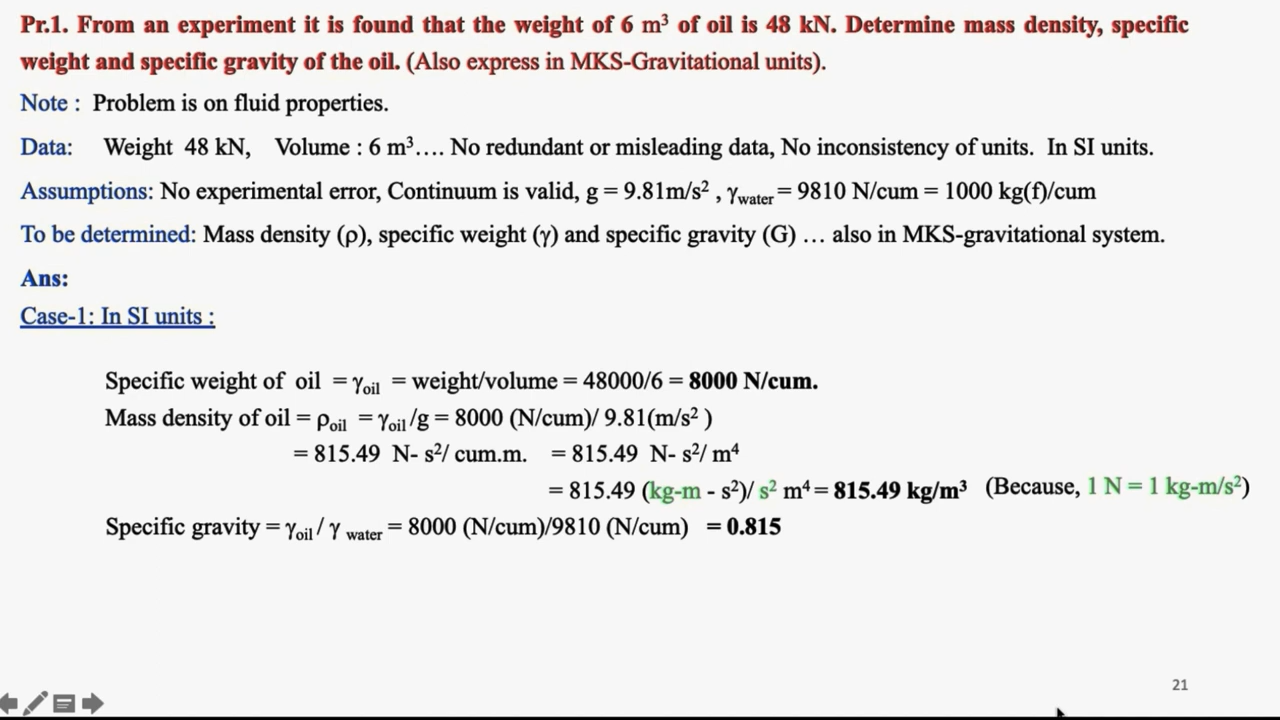 Pr.1. From an experiment it is found that the weight of 6 m³ of oil is 48 kN. Determine mass density, specific
weight and specific gravity of the oil. (Also express in MKS-Gravitational units).
Note : Problem is on fluid properties.
Data: Weight 48 kN, Volume : 6 m³…. No redundant or misleading data, No inconsistency of units. In SI units.
Assumptions: No experimental error, Continuum is valid, g = 9.81m/s² , γwater = 9810 N/cum = 1000 kg(f)/cum
To be determined: Mass density (ρ), specific weight (γ) and specific gravity (G) … also in MKS-gravitational system.
Ans:
Case-1: In SI units :
Specific weight of oil = γoil = weight/volume = 48000/6 = 8000 N/cum.
Mass density of oil = ρoil = γoil /g = 8000 (N/cum)/ 9.81(m/s² )
= 815.49 N- s²/ cum.m. = 815.49 N- s²/ m⁴
= 815.49 (kg-m - s²)/ s² m⁴ = 815.49 kg/m³ (Because, 1 N = 1 kg-m/s²)
Specific gravity = γoil / γ water = 8000 (N/cum)/9810 (N/cum) = 0.815
21